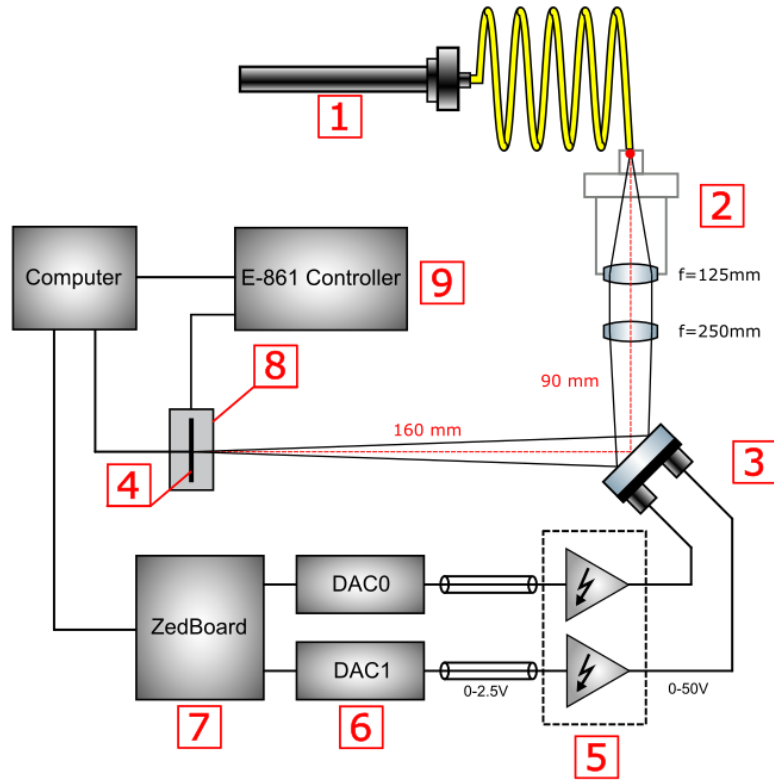 1
2
Computer
E-861 Controller
9
f=125mm
f=250mm
8
90 mm
160 mm
3
4
DAC0
ZedBoard
DAC1
0-2.5V
0-50V
7
6
5